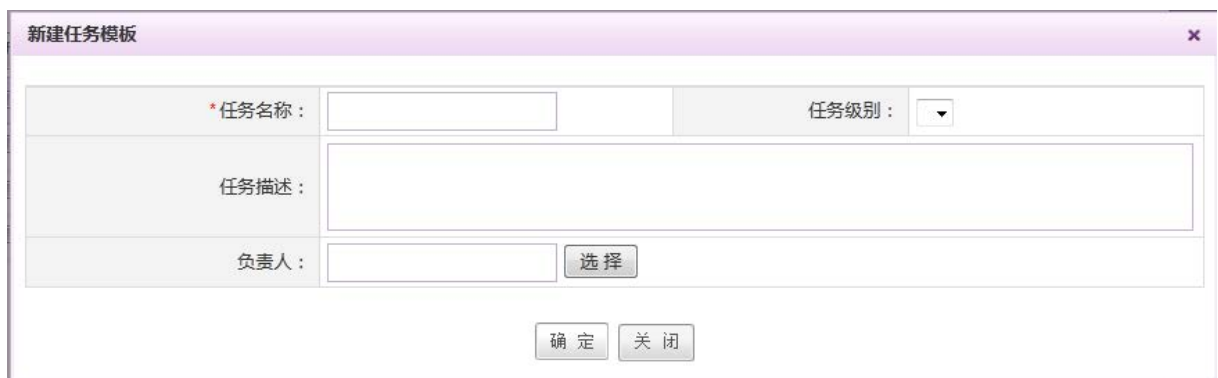 新建任务模板
*任务名称： 任务级别：
任务描述：
负责人： 选择
确 定 关 闭